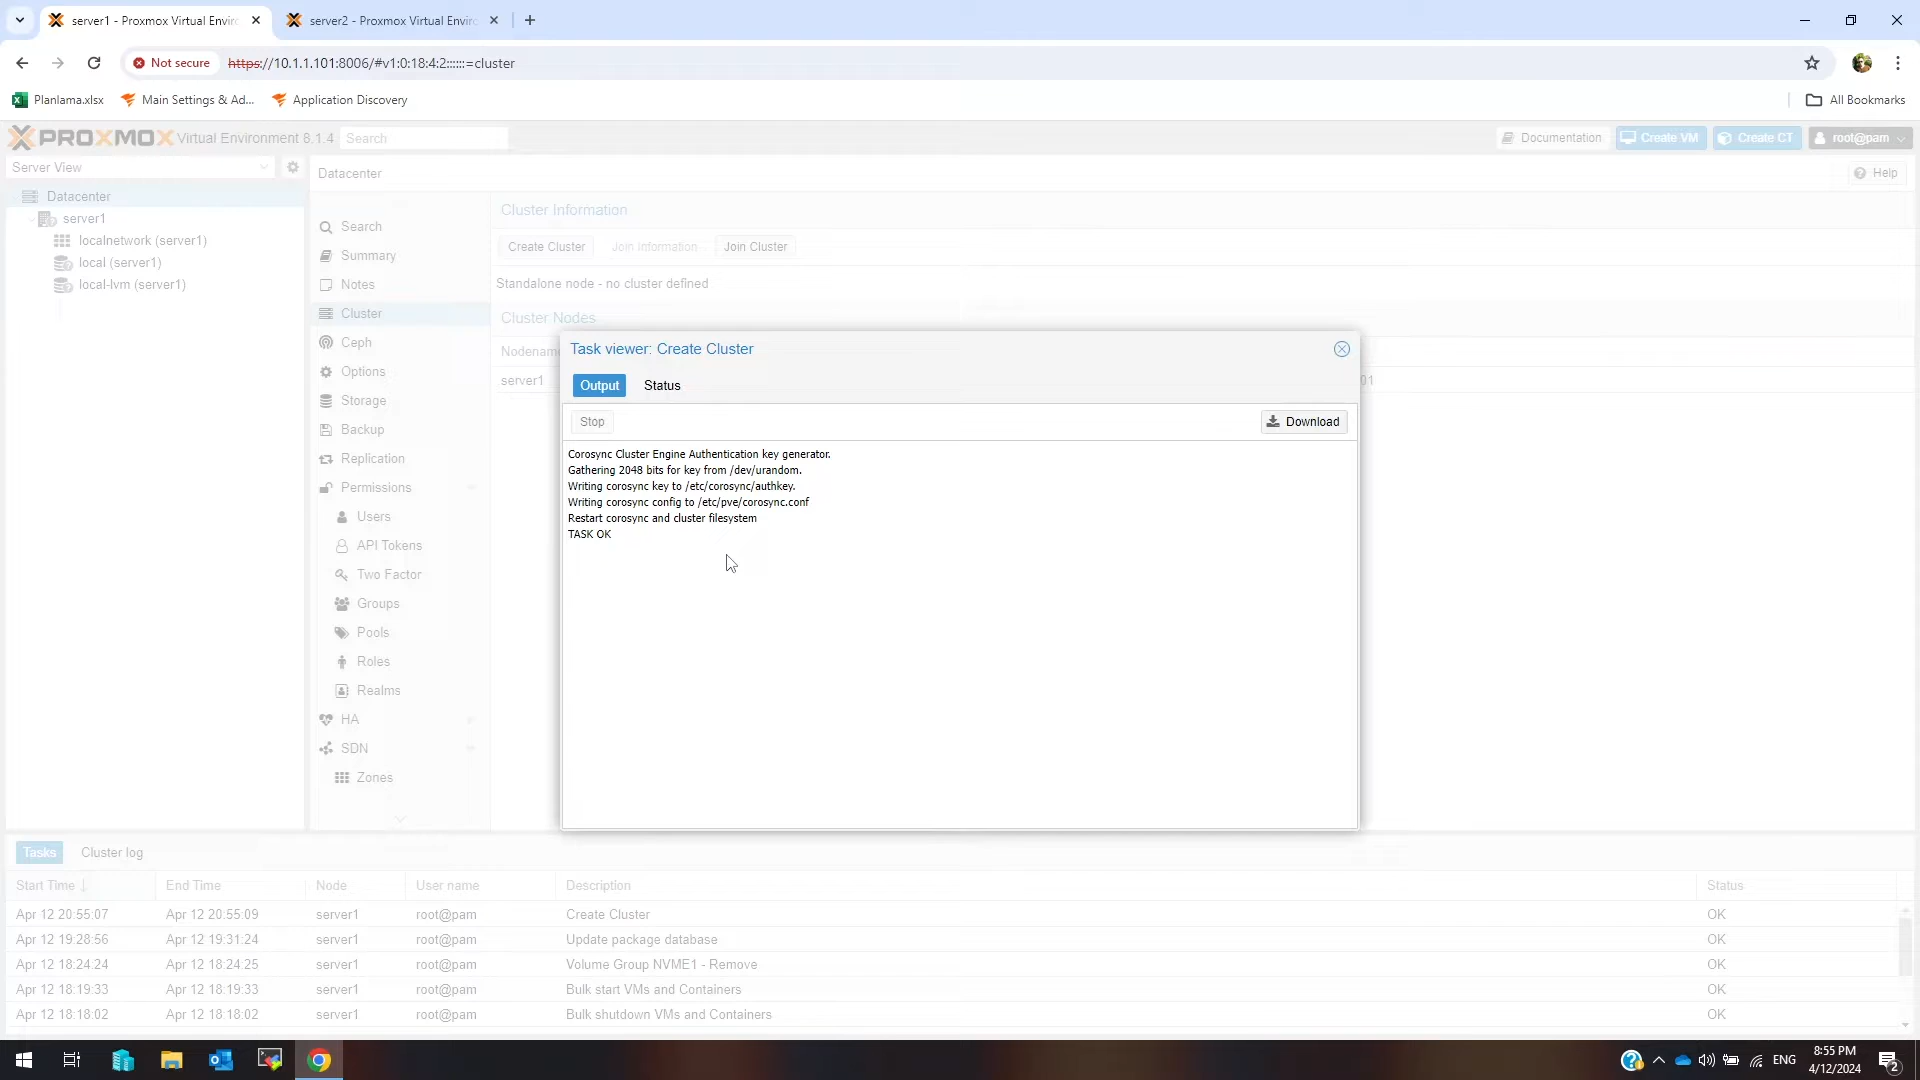 server1 - Proxmox Virtual Enviro
server2 - Proxmox Virtual Enviro
Not secure
https://10.1.1.101:8006/#v1:0:18:4:2::::::=cluster
Planlama.xlsx
Main Settings & Ad...
Application Discovery
All Bookmarks
PROXMOX Virtual Environment 8.1.4
Search
Documentation
Create VM
Create CT
root@pam
Server View
Datacenter
server1
localnetwork (server1)
local (server1)
local-lvm (server1)
Datacenter
Help
Search
Summary
Notes
Cluster
Ceph
Options
Storage
Backup
Replication
Permissions
Users
API Tokens
Two Factor
Groups
Pools
Roles
Realms
HA
SDN
Zones
Cluster Information
Create Cluster
Join Information
Join Cluster
Standalone node - no cluster defined
Cluster Nodes
Nodename
server1
01
Task viewer: Create Cluster
Output
Status
Stop
Download
Corosync Cluster Engine Authentication key generator.
Gathering 2048 bits for key from /dev/urandom.
Writing corosync key to /etc/corosync/authkey.
Writing corosync config to /etc/pve/corosync.conf
Restart corosync and cluster filesystem
TASK OK
Tasks
Cluster log
Start Time
End Time
Node
User name
Description
Status
Apr 12 20:55:07 Apr 12 20:55:09 server1 root@pam Create Cluster OK
Apr 12 19:28:56 Apr 12 19:31:24 server1 root@pam Update package database OK
Apr 12 18:24:24 Apr 12 18:24:25 server1 root@pam Volume Group NVME1 - Remove OK
Apr 12 18:19:33 Apr 12 18:19:33 server1 root@pam Bulk start VMs and Containers OK
Apr 12 18:18:02 Apr 12 18:18:02 server1 root@pam Bulk shutdown VMs and Containers OK
ENG
8:55 PM
4/12/2024
2